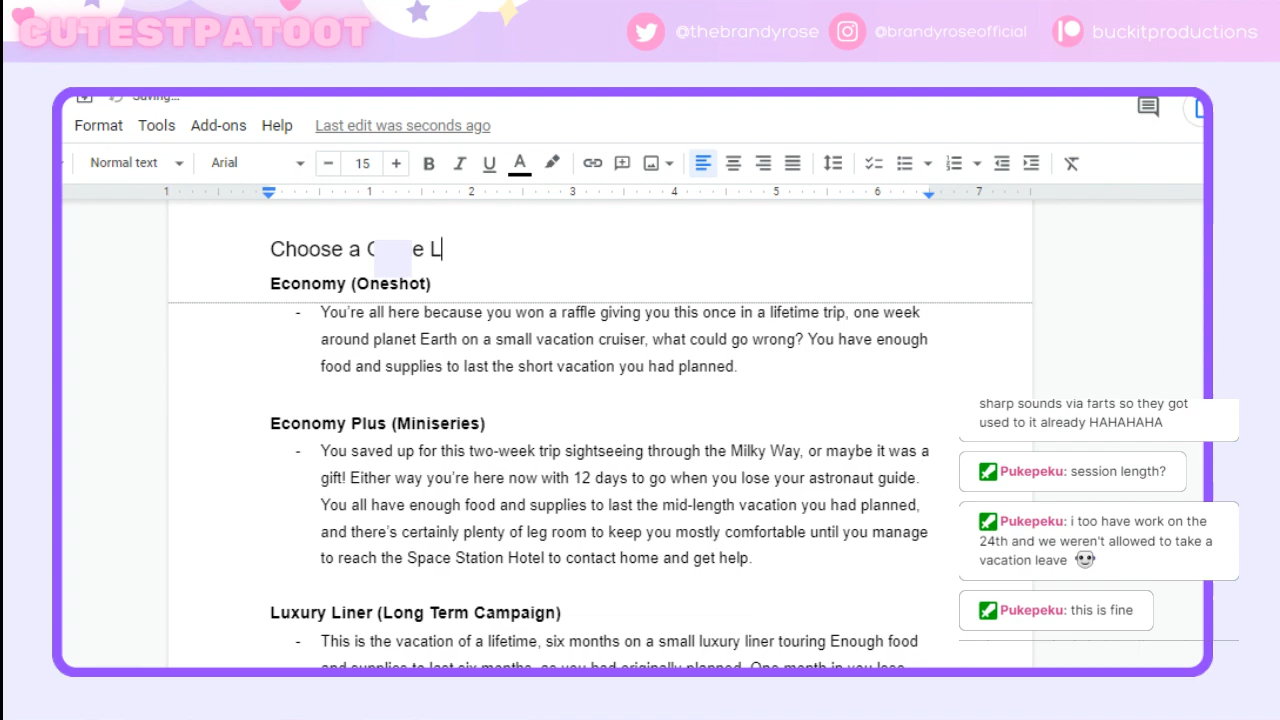 CUTESTPATOOT
@thebrandyrose
@brandyroseofficial
buckitproductions
Saving...
Format Tools Add-ons Help Last edit was seconds ago
Normal text Arial 15
1 1 2 3 4 5 6 7
Choose a L
Economy (Oneshot)
- You're all here because you won a raffle giving you this once in a lifetime trip, one week
around planet Earth on a small vacation cruiser, what could go wrong? You have enough
food and supplies to last the short vacation you had planned.
Economy Plus (Miniseries)
- You saved up for this two-week trip sightseeing through the Milky Way, or maybe it was a
gift! Either way you're here now with 12 days to go when you lose your astronaut guide.
You all have enough food and supplies to last the mid-length vacation you had planned,
and there's certainly plenty of leg room to keep you mostly comfortable until you manage
to reach the Space Station Hotel to contact home and get help.
Luxury Liner (Long Term Campaign)
- This is the vacation of a lifetime, six months on a small luxury liner touring Enough food
and supplies to last six months, as you had originally planned. One month in you lose
sharp sounds via farts so they got
used to it already HAHAHAHA
Pukepeku: session length?
Pukepeku: i too have work on the
24th and we weren't allowed to take a
vacation leave
Pukepeku: this is fine